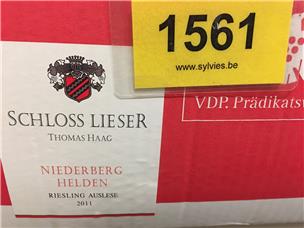 1561
www.sylvies.be
SCHLOSS LIESER
THOMAS HAAG
VDP. Prädikats
NIEDERBERG
HELDEN
RIESLING AUSLESE
2011